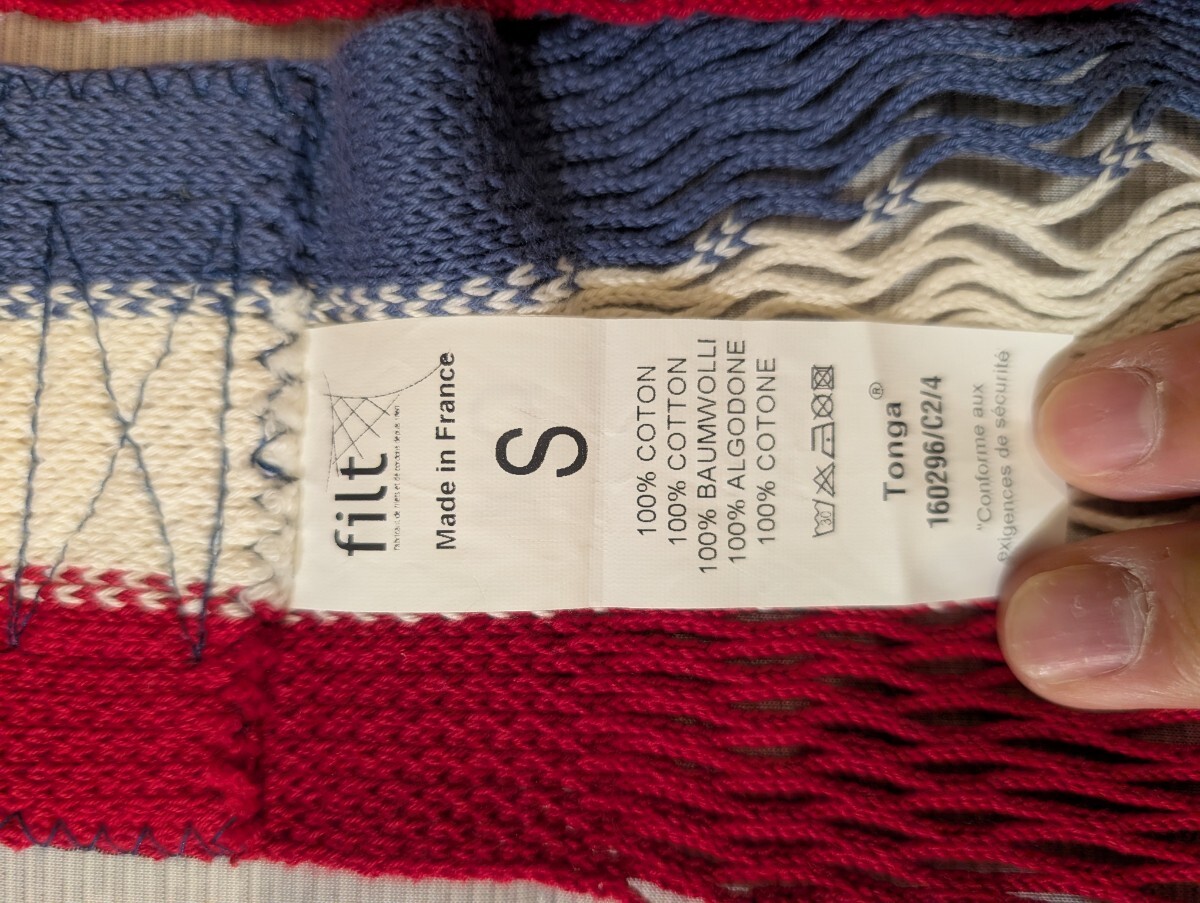 filt
Made in France
S
100% COTON
100% COTTON
100% BAUMWOLLI
100% ALGODONE
100% COTONE
30
Tonga®
160296/C2/4
"Conforme aux
exigences de sécurité